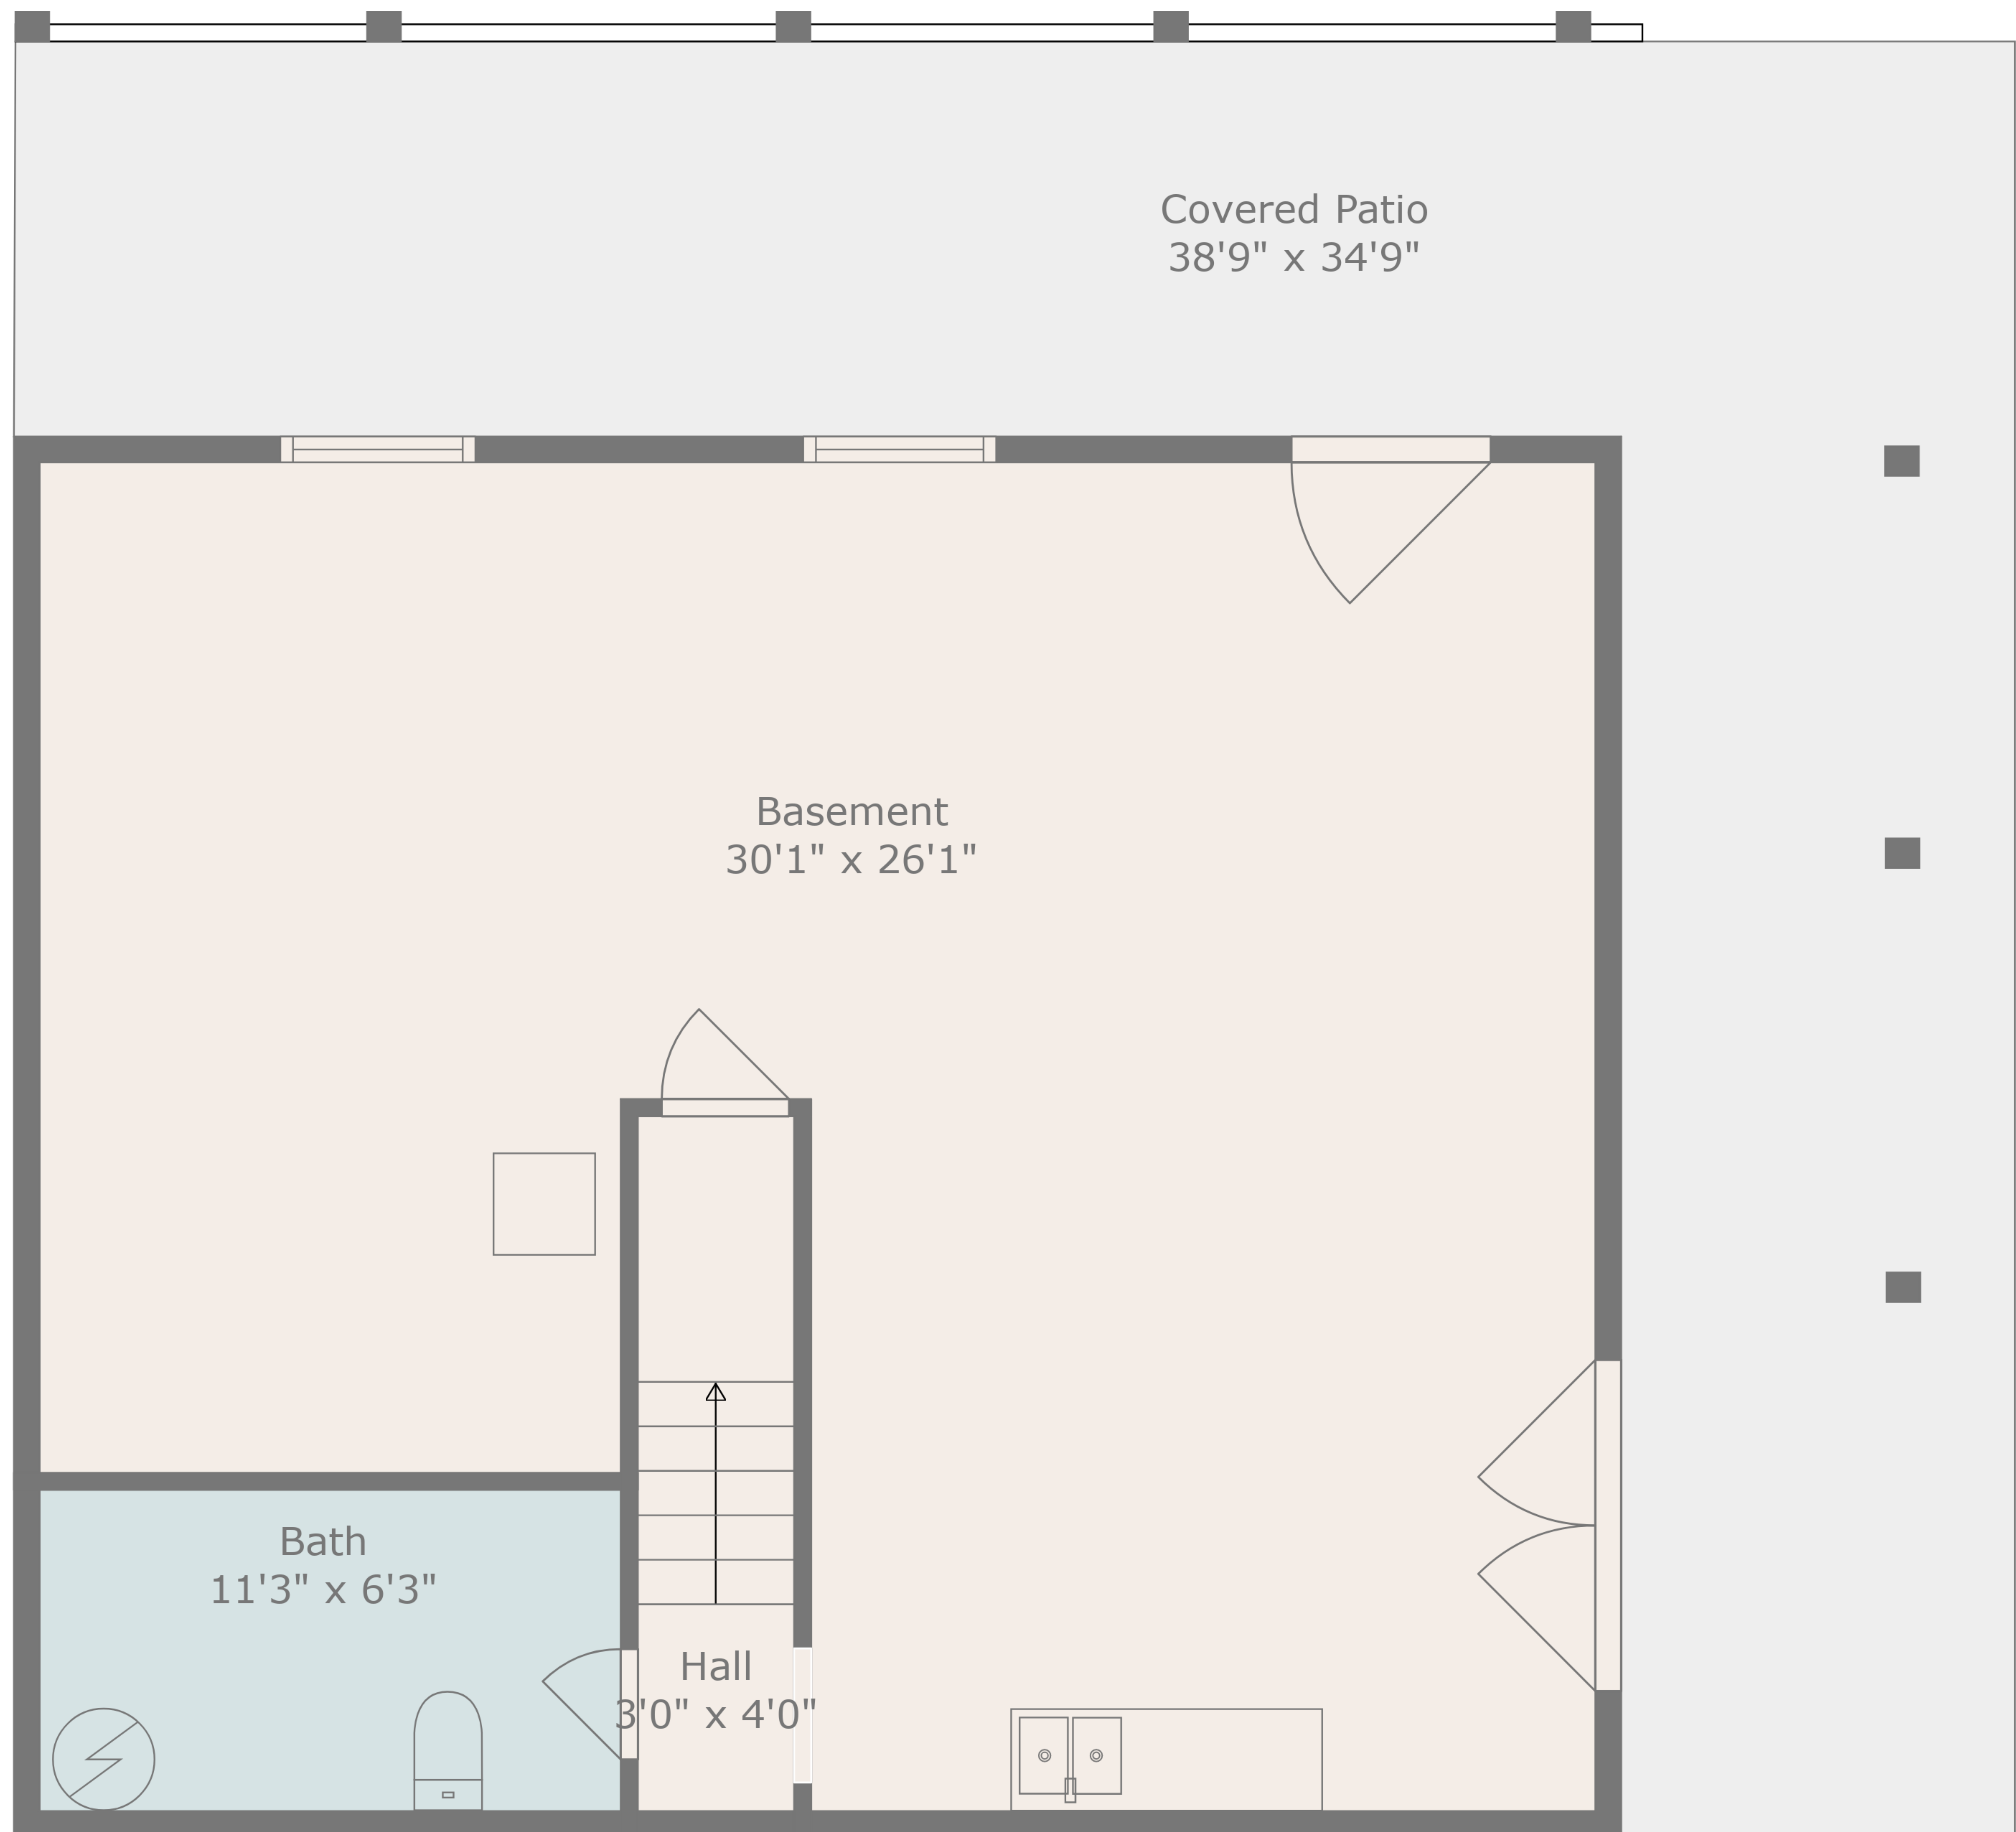 Covered Patio
38'9" x 34'9"
Basement
30'1" x 26'1"
Bath
11'3" x 6'3"
Hall
3'0" x 4'0"